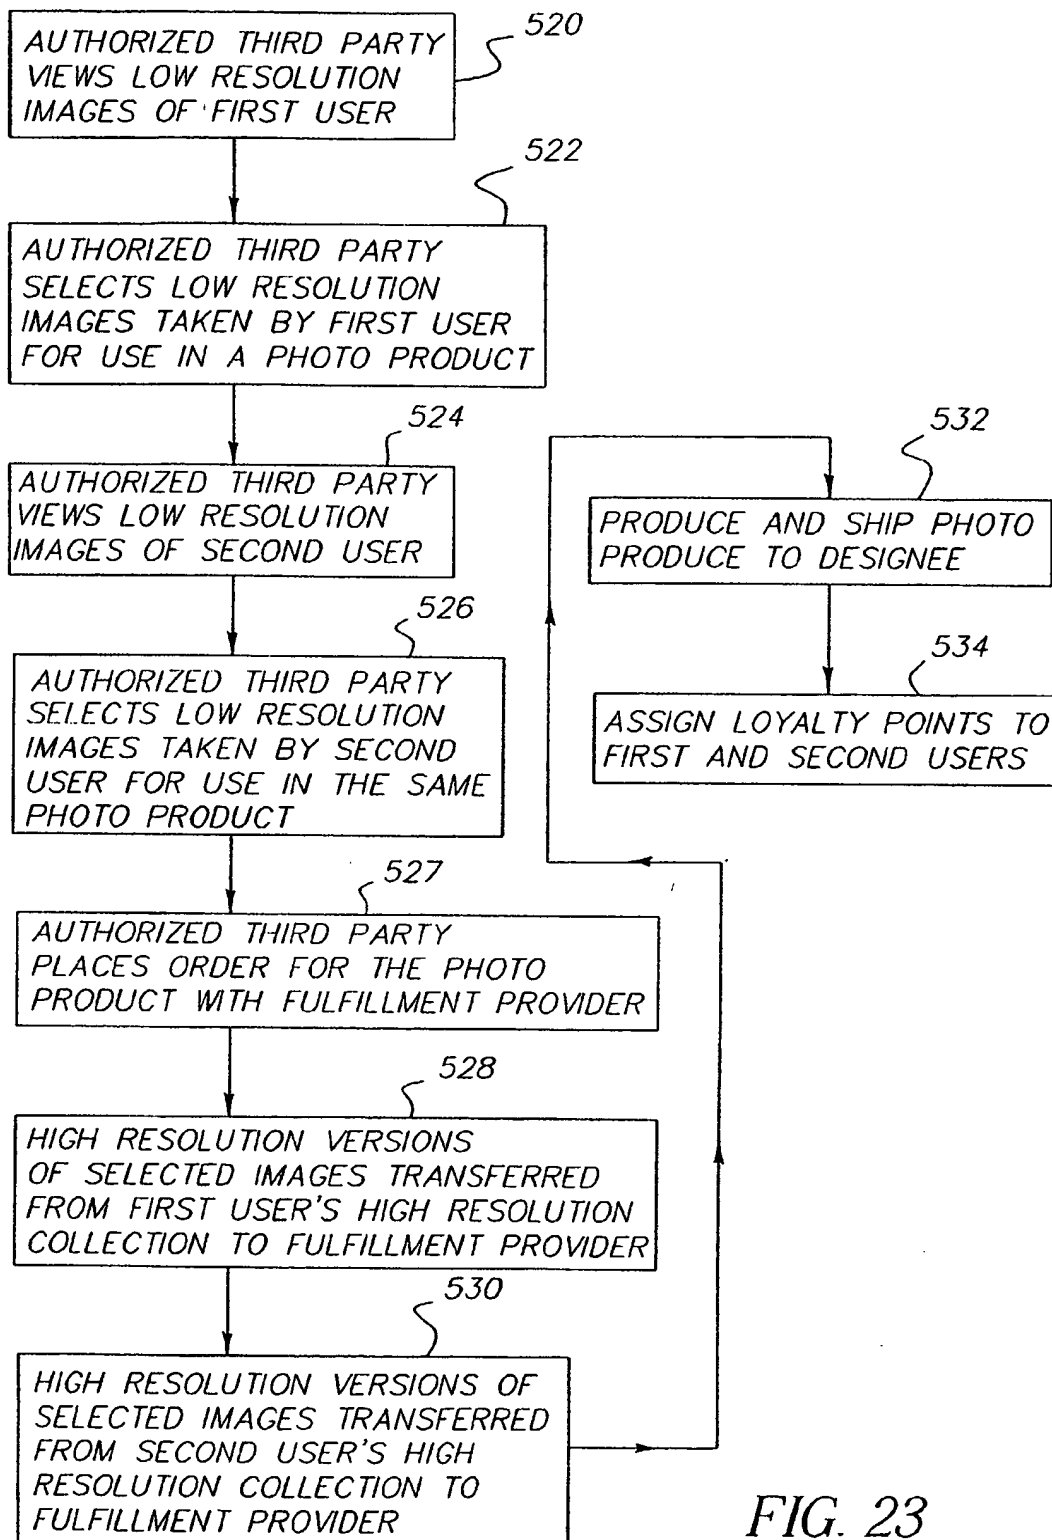 520
AUTHORIZED THIRD PARTY
VIEWS LOW RESOLUTION
IMAGES OF FIRST USER
522
AUTHORIZED THIRD PARTY
SELECTS LOW RESOLUTION
IMAGES TAKEN BY FIRST USER
FOR USE IN A PHOTO PRODUCT
524
AUTHORIZED THIRD PARTY
VIEWS LOW RESOLUTION
IMAGES OF SECOND USER
526
AUTHORIZED THIRD PARTY
SELECTS LOW RESOLUTION
IMAGES TAKEN BY SECOND
USER FOR USE IN THE SAME
PHOTO PRODUCT
527
AUTHORIZED THIRD PARTY
PLACES ORDER FOR THE PHOTO
PRODUCT WITH FULFILLMENT PROVIDER
528
HIGH RESOLUTION VERSIONS
OF SELECTED IMAGES TRANSFERRED
FROM FIRST USER'S HIGH RESOLUTION
COLLECTION TO FULFILLMENT PROVIDER
530
HIGH RESOLUTION VERSIONS OF
SELECTED IMAGES TRANSFERRED
FROM SECOND USER'S HIGH
RESOLUTION COLLECTION TO
FULFILLMENT PROVIDER
532
PRODUCE AND SHIP PHOTO
PRODUCE TO DESIGNEE
534
ASSIGN LOYALTY POINTS TO
FIRST AND SECOND USERS
FIG. 23